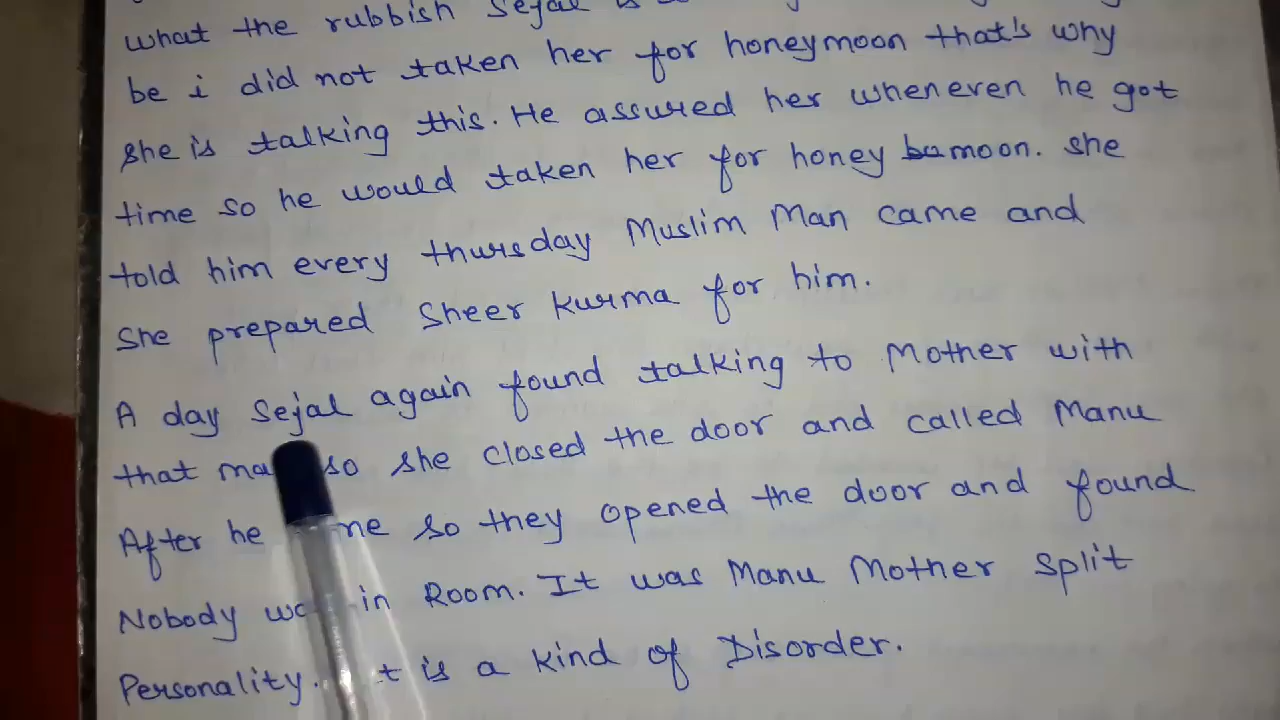 what the rubbish Sejal is
be i did not taken her for honeymoon that's why
she is talking this. He assured her wheneven he got
time so he would taken her for honey moon. She
told him every thursday Muslim Man came and
She prepared Sheer Kurma for him.
A day Sejal again found talking to Mother with
that so she closed the door and called Manu
After he so they opened the door and found
Nobody in Room. It was Manu Mother Split
Personality. is a kind of Disorder.